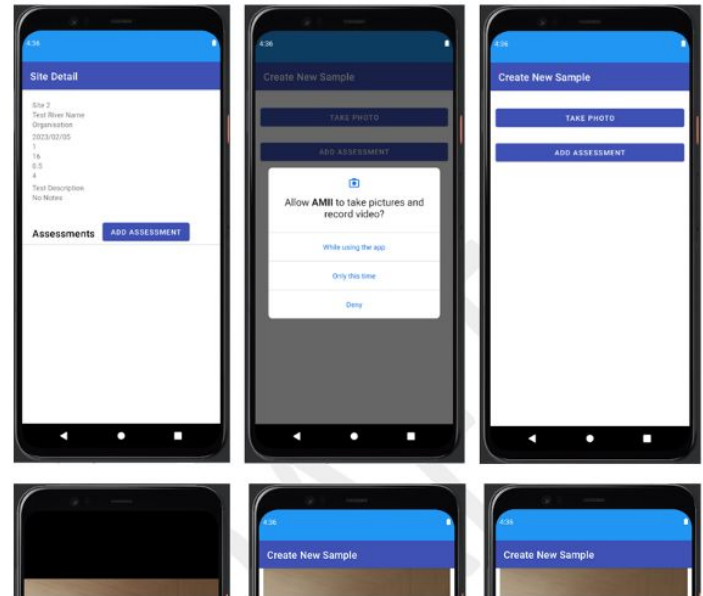 4:36
Site Detail
Site 2
Test River Name
Organisation
2023/02/05
1
16
0.5
4
Test Description
No Notes
Assessments ADD ASSESSMENT
4:36
Create New Sample
TAKE PHOTO
ADD ASSESSMENT
Allow AMII to take pictures and
record video?
While using the app
Only this time
Deny
4:36
Create New Sample
TAKE PHOTO
ADD ASSESSMENT
4:36
Create New Sample
4:36
Create New Sample